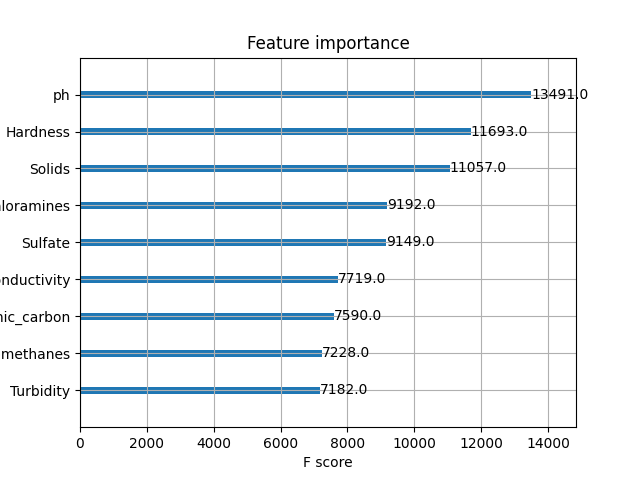 Feature importance
ph 13491.0
Hardness 11693.0
Solids 11057.0
loramines 9192.0
Sulfate 9149.0
onductivity 7719.0
nic_carbon 7590.0
methanes 7228.0
Turbidity 7182.0
0 2000 4000 6000 8000 10000 12000 14000
F score